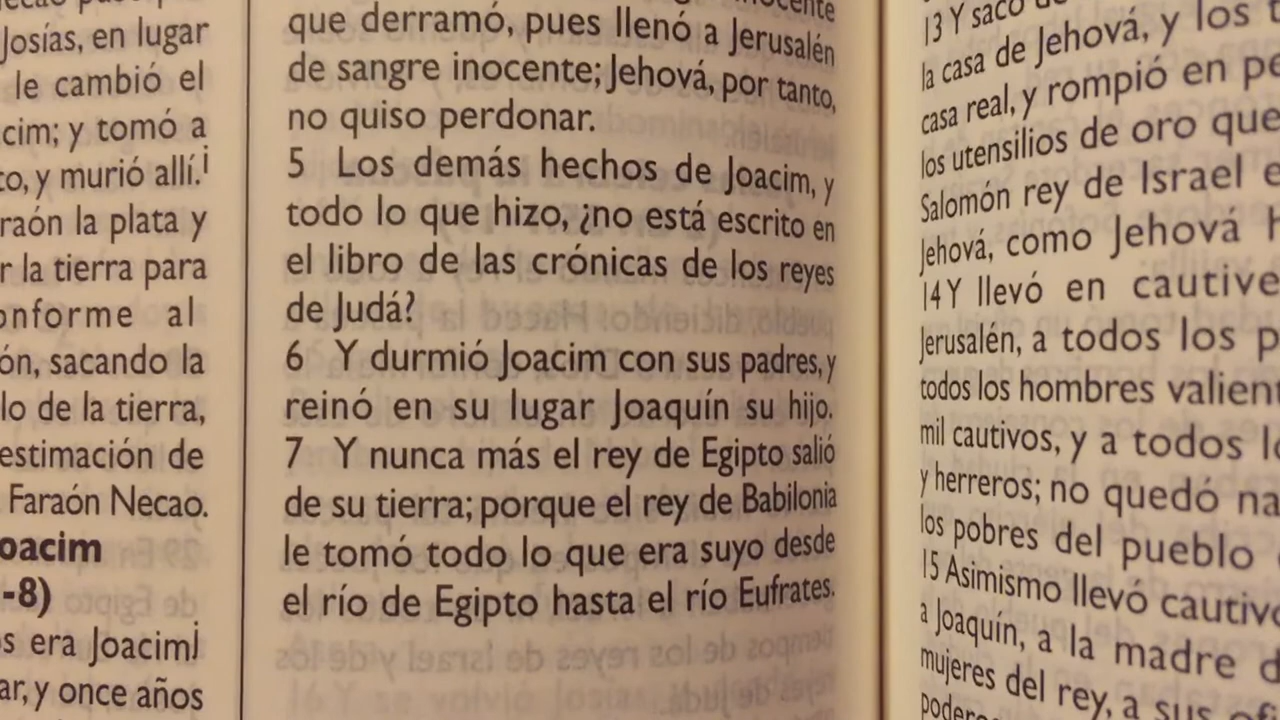 Josías, en lugar
le cambió el
cim; y tomó a
to, y murió allí.i
raón la plata y
r la tierra para
onforme al
ón, sacando la
lo de la tierra,
estimación de
Faraón Necao.
oacim
-8)
s era Joacimj
ar, y once años
que derramó, pues llenó a Jerusalén
de sangre inocente; Jehová, por tanto,
no quiso perdonar.
5 Los demás hechos de Joacim, y
todo lo que hizo, ¿no está escrito en
el libro de las crónicas de los reyes
de Judá?
6 Y durmió Joacim con sus padres, y
reinó en su lugar Joaquín su hijo.
7 Y nunca más el rey de Egipto salió
de su tierra; porque el rey de Babilonia
le tomó todo lo que era suyo desde
el río de Egipto hasta el río Eufrates.
13 Y sacó
la casa de Jehová, y los t
casa real, y rompió en pe
los utensilios de oro que
Salomón rey de Israel e
Jehová, como Jehová h
14 Y llevó en cautive
Jerusalén, a todos los p
todos los hombres valien
mil cautivos, y a todos lo
y herreros; no quedó na
los pobres del pueblo
15 Asimismo llevó cautivo
a Joaquín, a la madre d
mujeres del rey, a sus ofi
podero